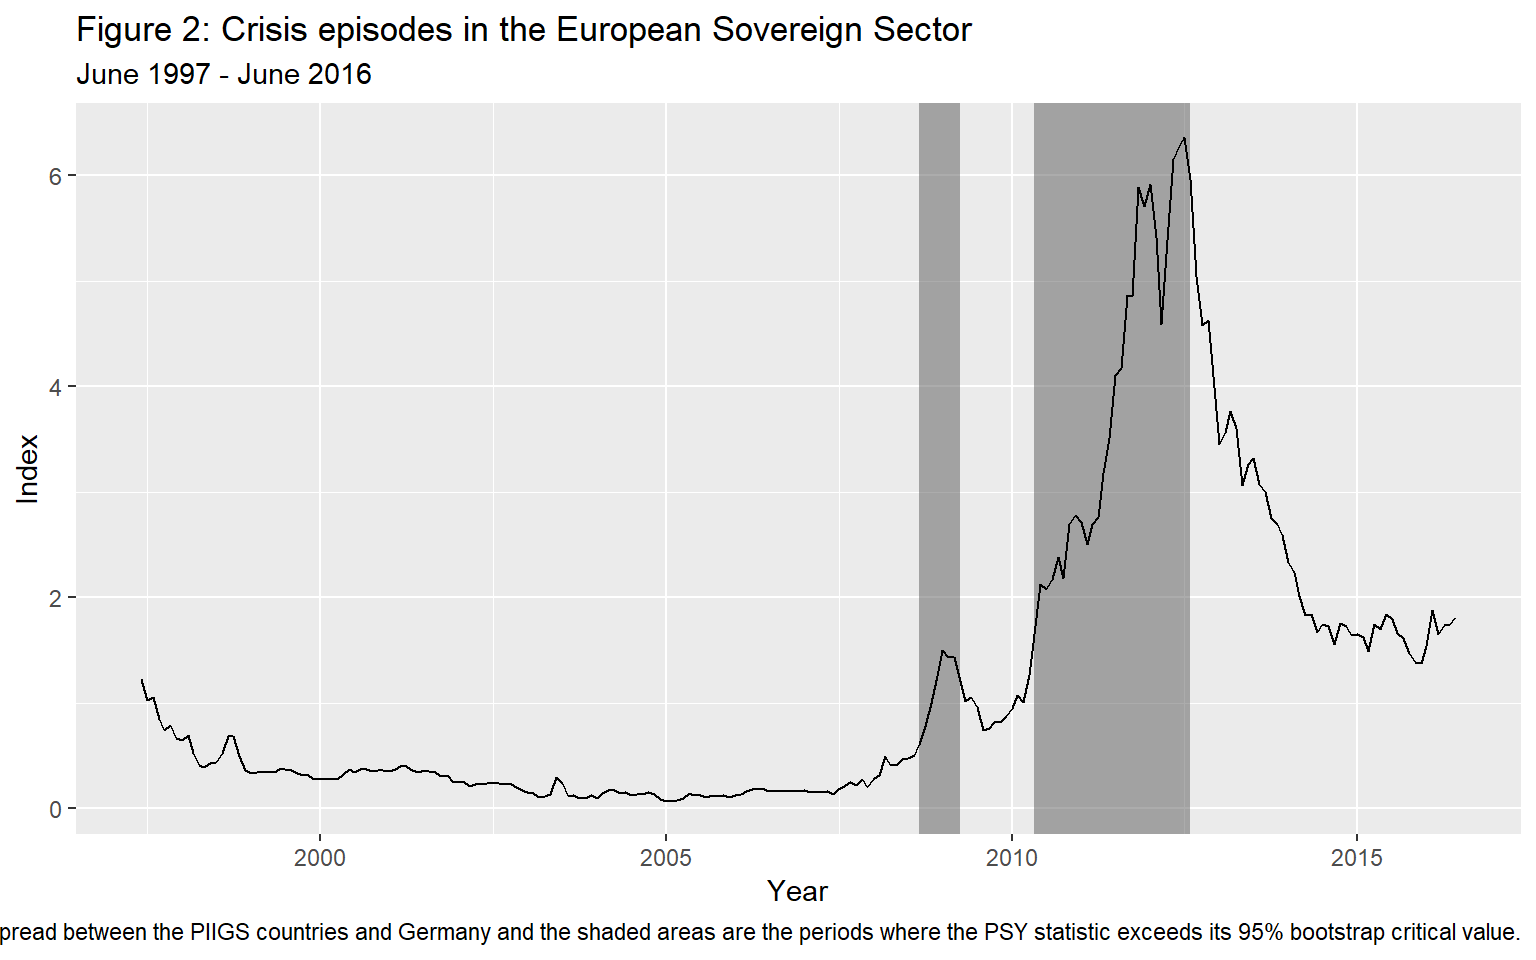 Figure 2: Crisis episodes in the European Sovereign Sector
June 1997 - June 2016
6
4
2
0
Index
2000
2005
2010
2015
Year
between the PIIGS countries and Germany and the shaded areas are the periods where the PSY statistic exceeds its 95% bootstrap critical value.